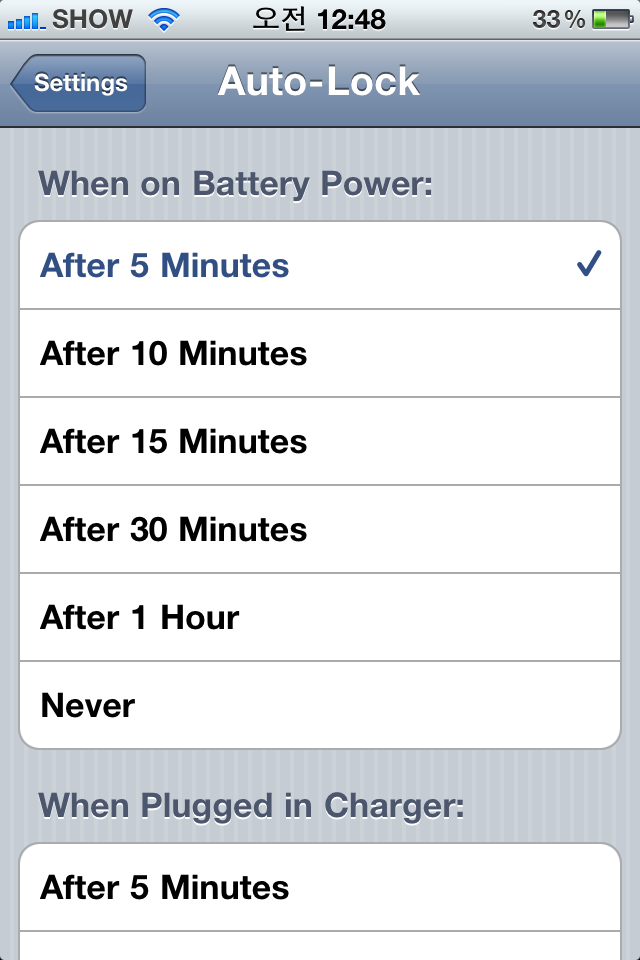 SHOW 오전 12:48 33%
Settings Auto-Lock
When on Battery Power:
After 5 Minutes
After 10 Minutes
After 15 Minutes
After 30 Minutes
After 1 Hour
Never
When Plugged in Charger:
After 5 Minutes